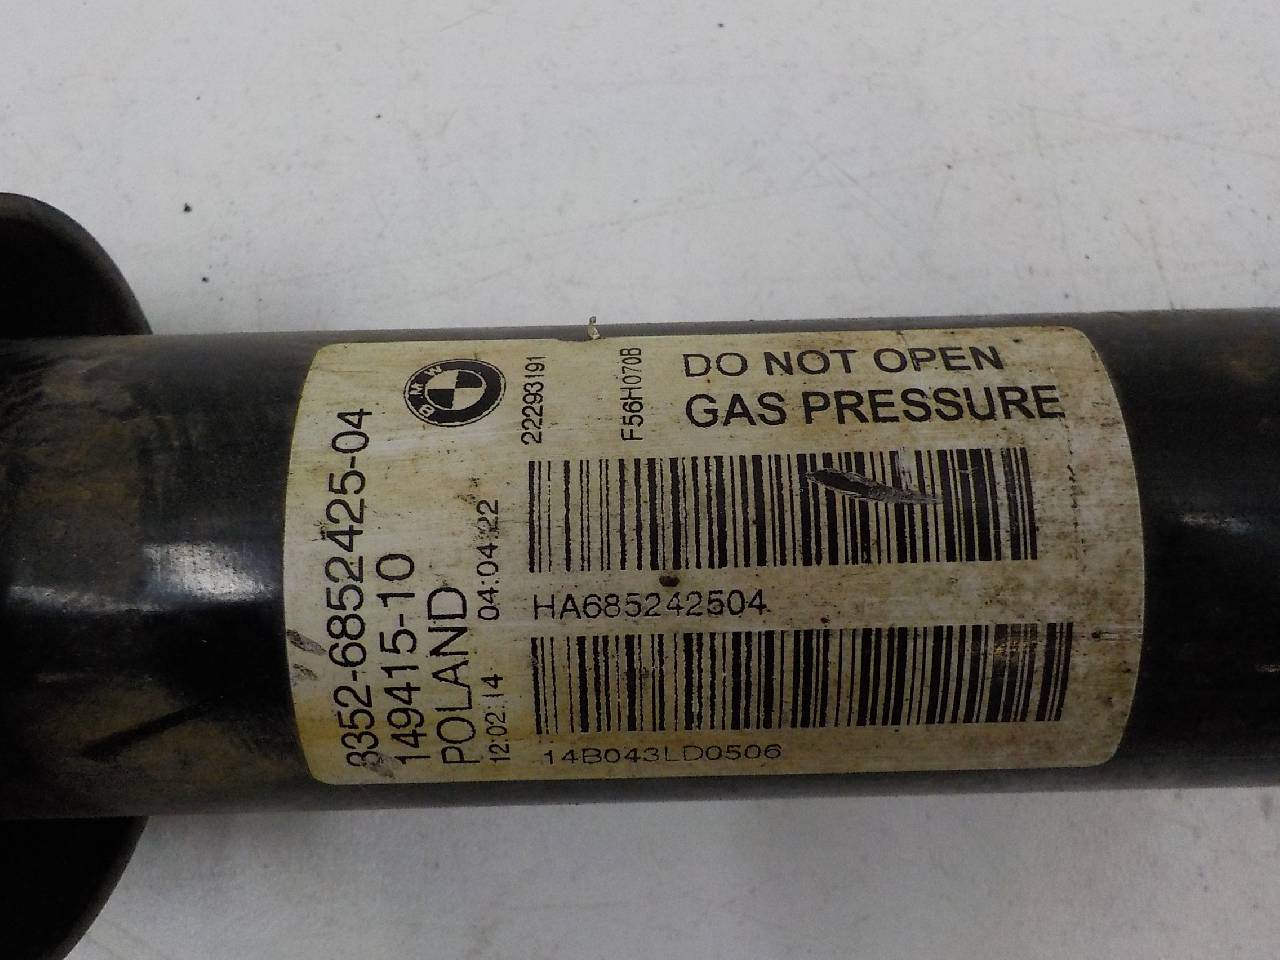 DO NOT OPEN
GAS PRESSURE
BMW
22293191
F56H070B
3352-6852425-04
149415-10
POLAND
12:02:14 04:04:22
HA685242504
14B043LD0506